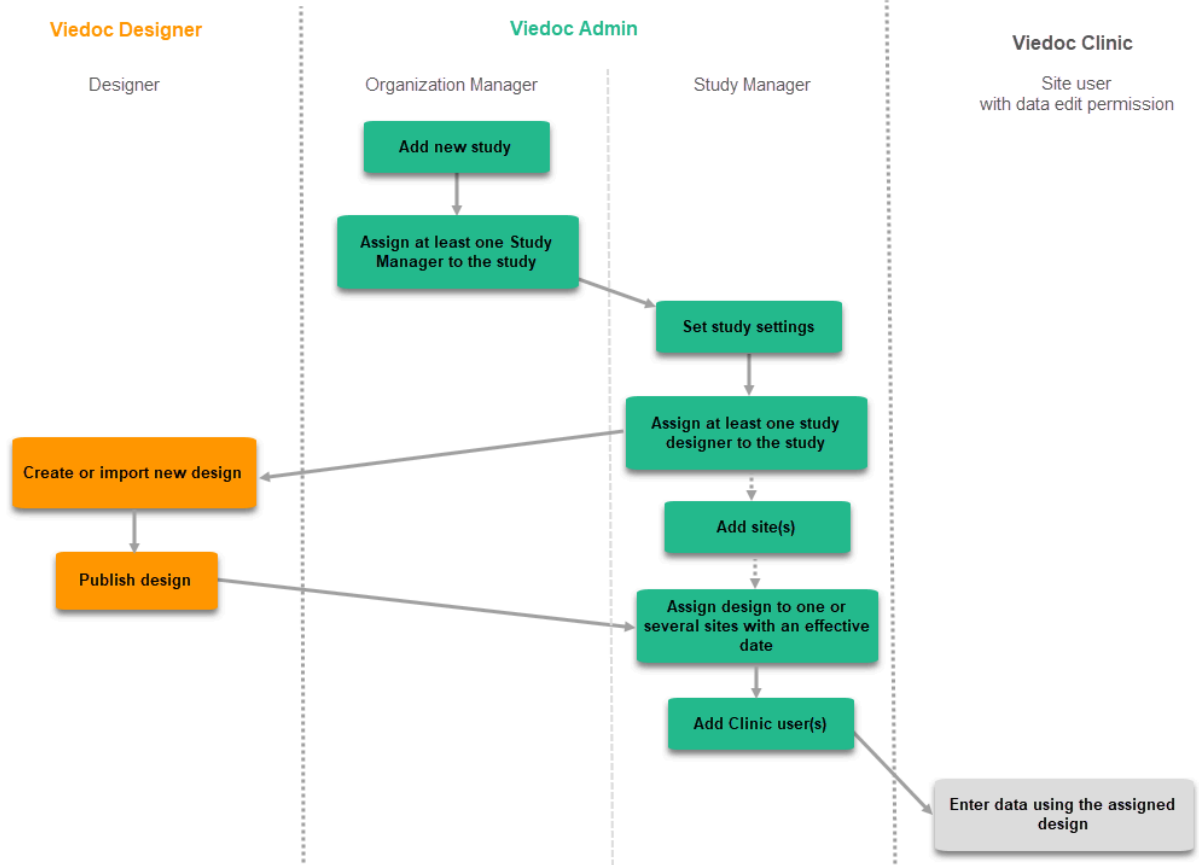 Viedoc Designer
Viedoc Admin
Viedoc Clinic
Designer
Organization Manager
Study Manager
Site user
with data edit permission
Add new study
Assign at least one Study
Manager to the study
Set study settings
Assign at least one study
designer to the study
Create or import new design
Add site(s)
Publish design
Assign design to one or
several sites with an effective
date
Add Clinic user(s)
Enter data using the assigned
design